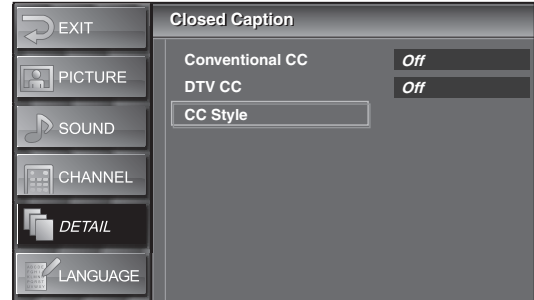 EXIT
PICTURE
SOUND
CHANNEL
DETAIL
LANGUAGE
Closed Caption
Conventional CC Off
DTV CC Off
CC Style